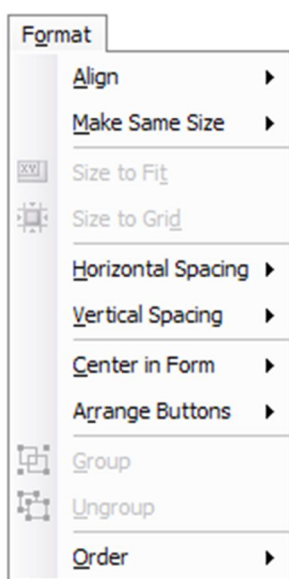 Format
Align
Make Same Size
Size to Fit
Size to Grid
Horizontal Spacing
Vertical Spacing
Center in Form
Arrange Buttons
Group
Ungroup
Order